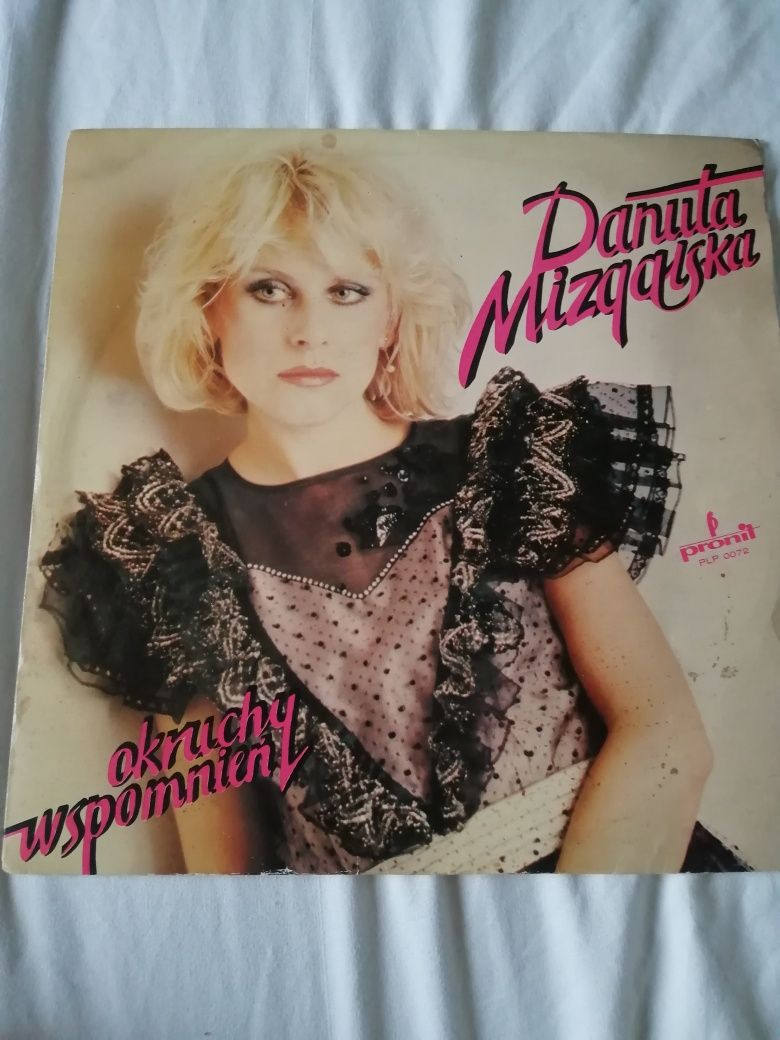 Danuta
Mizgalska
pronit
PLP 0072
okruchy
wspomnień